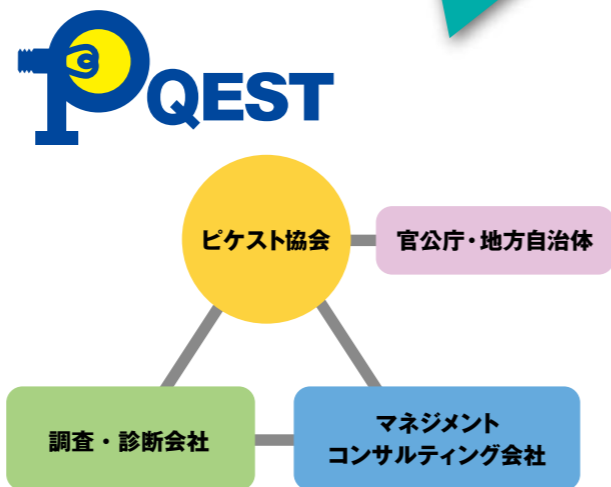 PQEST
ピケスト協会
官公庁・地方自治体
調査・診断会社
マネジメント
コンサルティング会社